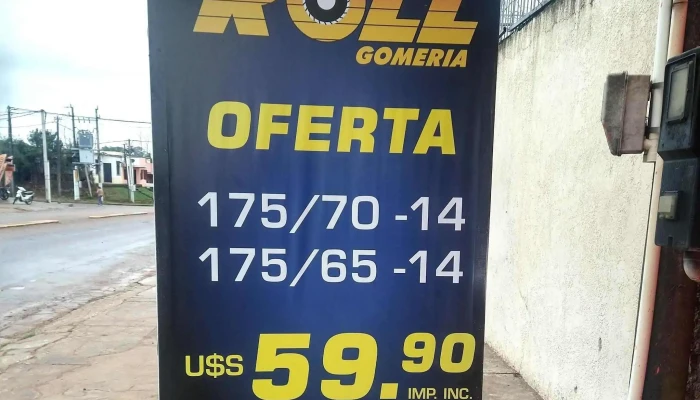 ROLL
GOMERIA
OFERTA
175/70 -14
175/65 -14
U$S 59.90
IMP. INC.